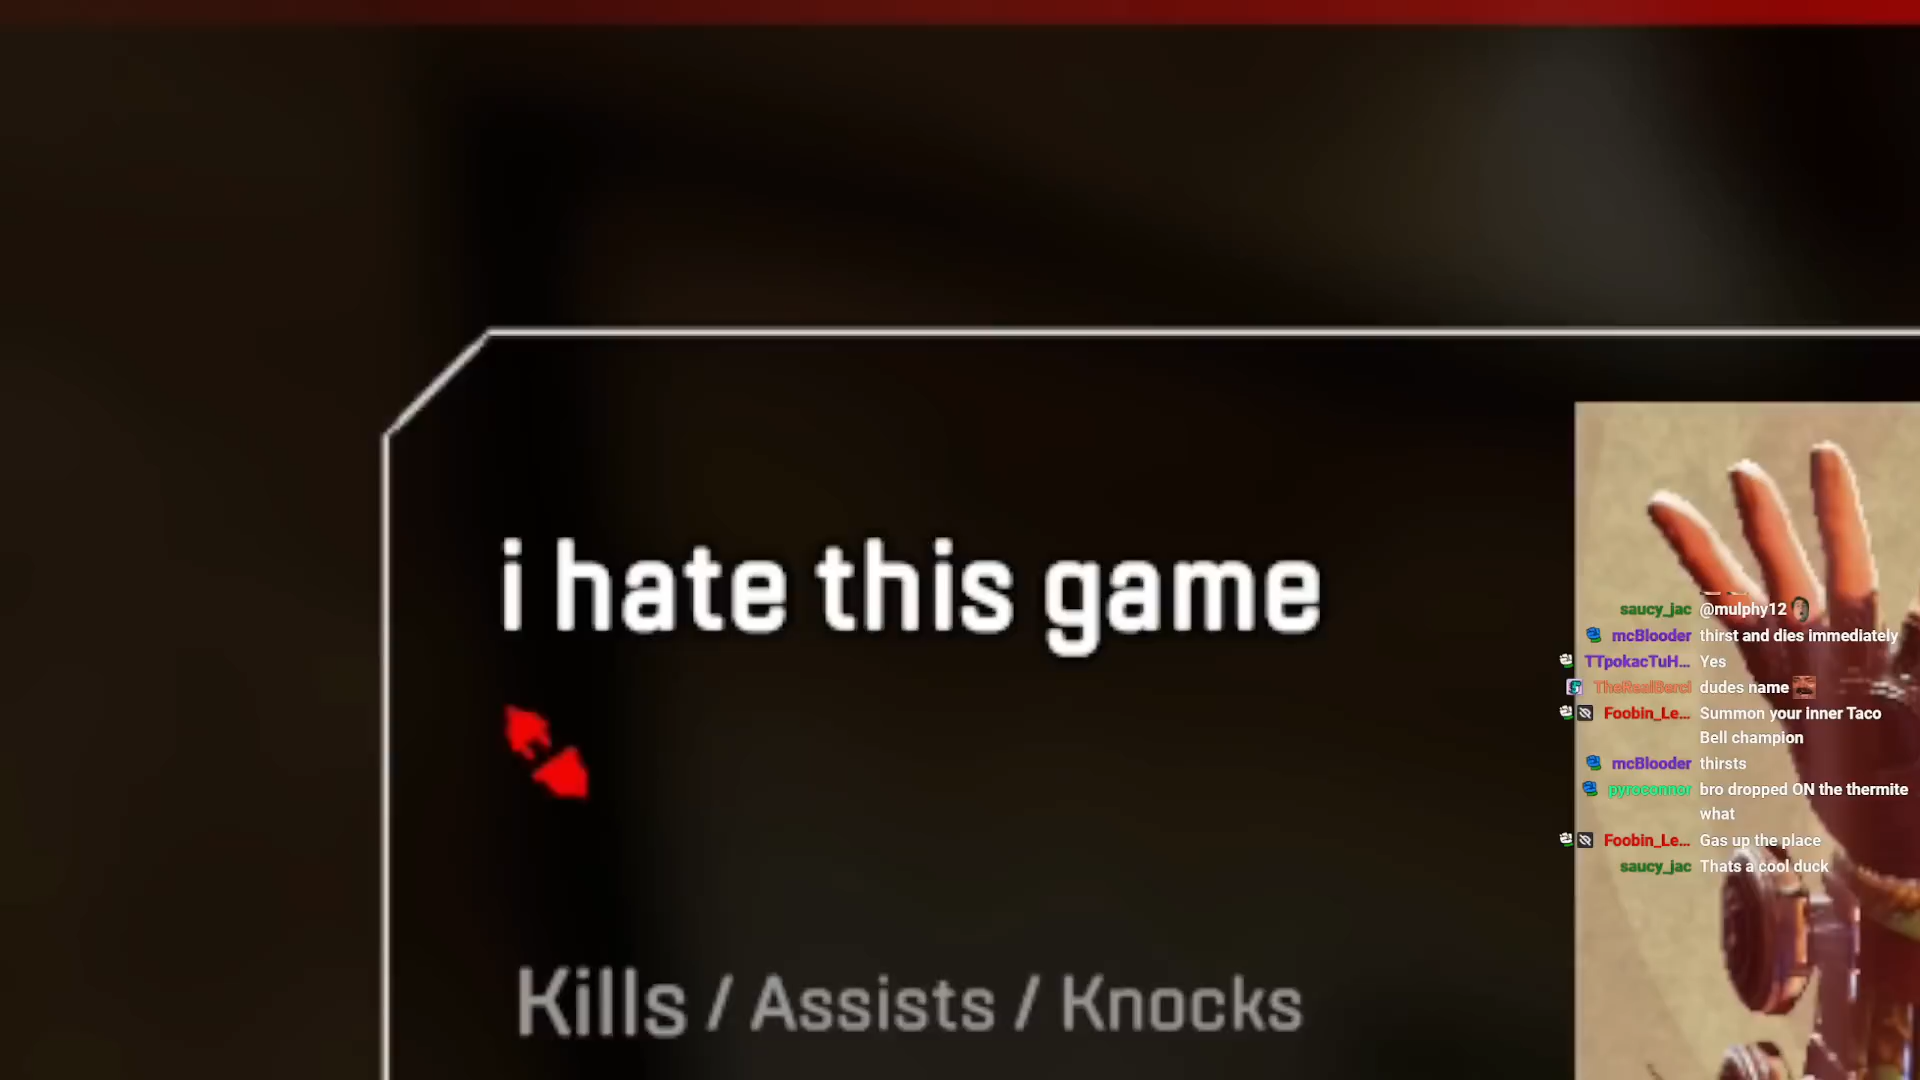 i hate this game
Kills / Assists / Knocks
saucy_jac @mulphy12
mcBlooder thirst and dies immediately
TTpokacTuH... Yes
TheRealBarci dudes name
Foobin_Le... Summon your inner Taco
Bell champion
mcBlooder thirsts
pyroconnor bro dropped ON the thermite
what
Foobin_Le... Gas up the place
saucy_jac Thats a cool duck